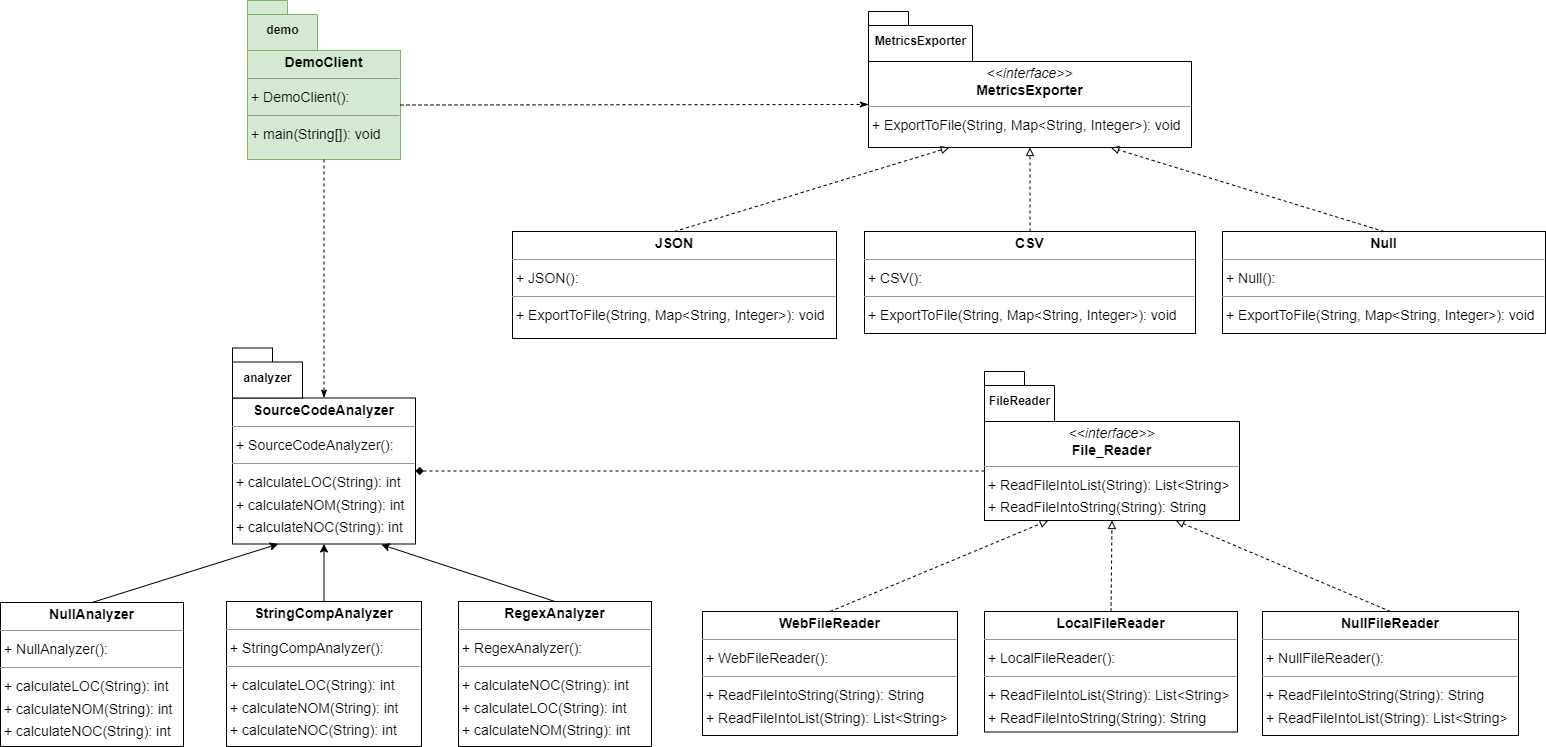 demo
DemoClient
+ DemoClient():
+ main(String[]): void
MetricsExporter
<<interface>>
MetricsExporter
+ ExportToFile(String, Map<String, Integer>): void
JSON
+ JSON():
+ ExportToFile(String, Map<String, Integer>): void
CSV
+ CSV():
+ ExportToFile(String, Map<String, Integer>): void
Null
+ Null():
+ ExportToFile(String, Map<String, Integer>): void
analyzer
SourceCodeAnalyzer
+ SourceCodeAnalyzer():
+ calculateLOC(String): int
+ calculateNOM(String): int
+ calculateNOC(String): int
FileReader
<<interface>>
File_Reader
+ ReadFileIntoList(String): List<String>
+ ReadFileIntoString(String): String
NullAnalyzer
+ NullAnalyzer():
+ calculateLOC(String): int
+ calculateNOM(String): int
+ calculateNOC(String): int
StringCompAnalyzer
+ StringCompAnalyzer():
+ calculateLOC(String): int
+ calculateNOM(String): int
+ calculateNOC(String): int
RegexAnalyzer
+ RegexAnalyzer():
+ calculateNOC(String): int
+ calculateLOC(String): int
+ calculateNOM(String): int
WebFileReader
+ WebFileReader():
+ ReadFileIntoString(String): String
+ ReadFileIntoList(String): List<String>
LocalFileReader
+ LocalFileReader():
+ ReadFileIntoList(String): List<String>
+ ReadFileIntoString(String): String
NullFileReader
+ NullFileReader():
+ ReadFileIntoString(String): String
+ ReadFileIntoList(String): List<String>